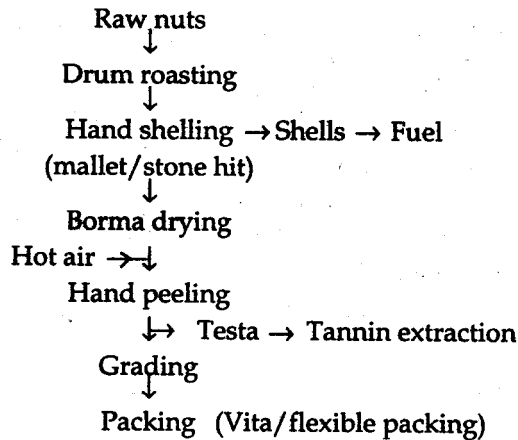 Raw nuts
↓
Drum roasting
↓
Hand shelling → Shells → Fuel
(mallet/stone hit)
↓
Borma drying
Hot air → ↓
Hand peeling
↓→ Testa → Tannin extraction
Grading
↓
Packing (Vita/flexible packing)